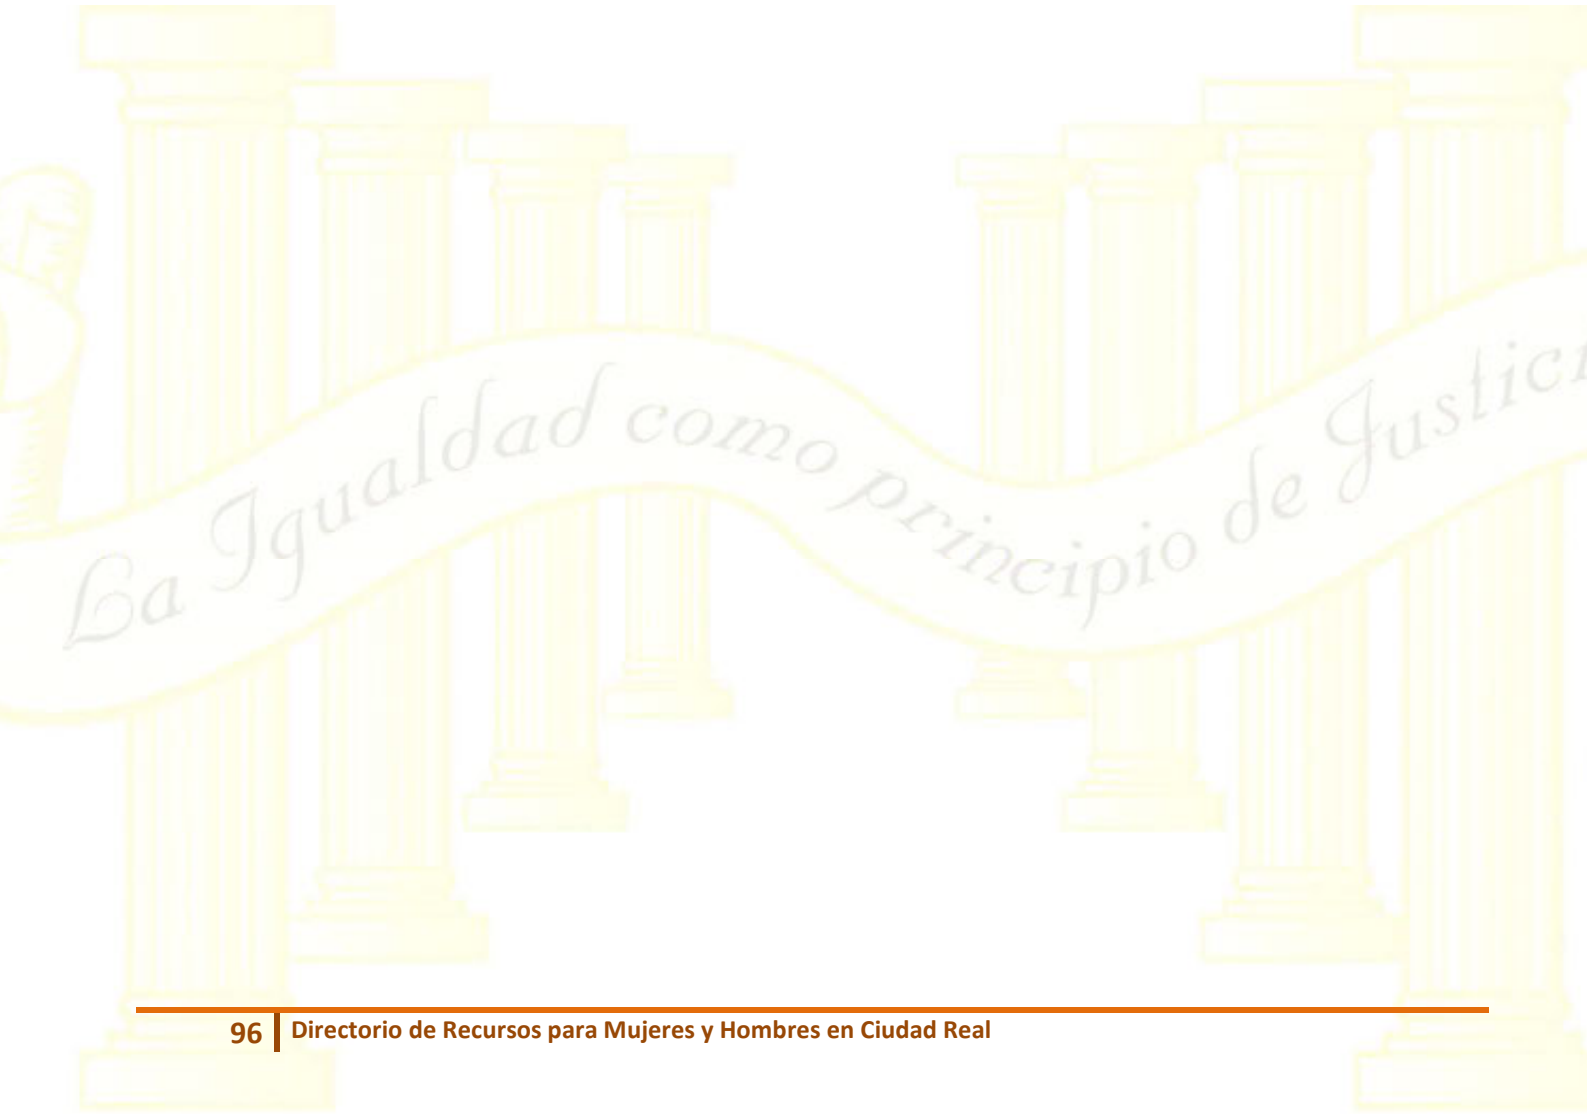 La Igualdad como principio de Justici
96 Directorio de Recursos para Mujeres y Hombres en Ciudad Real